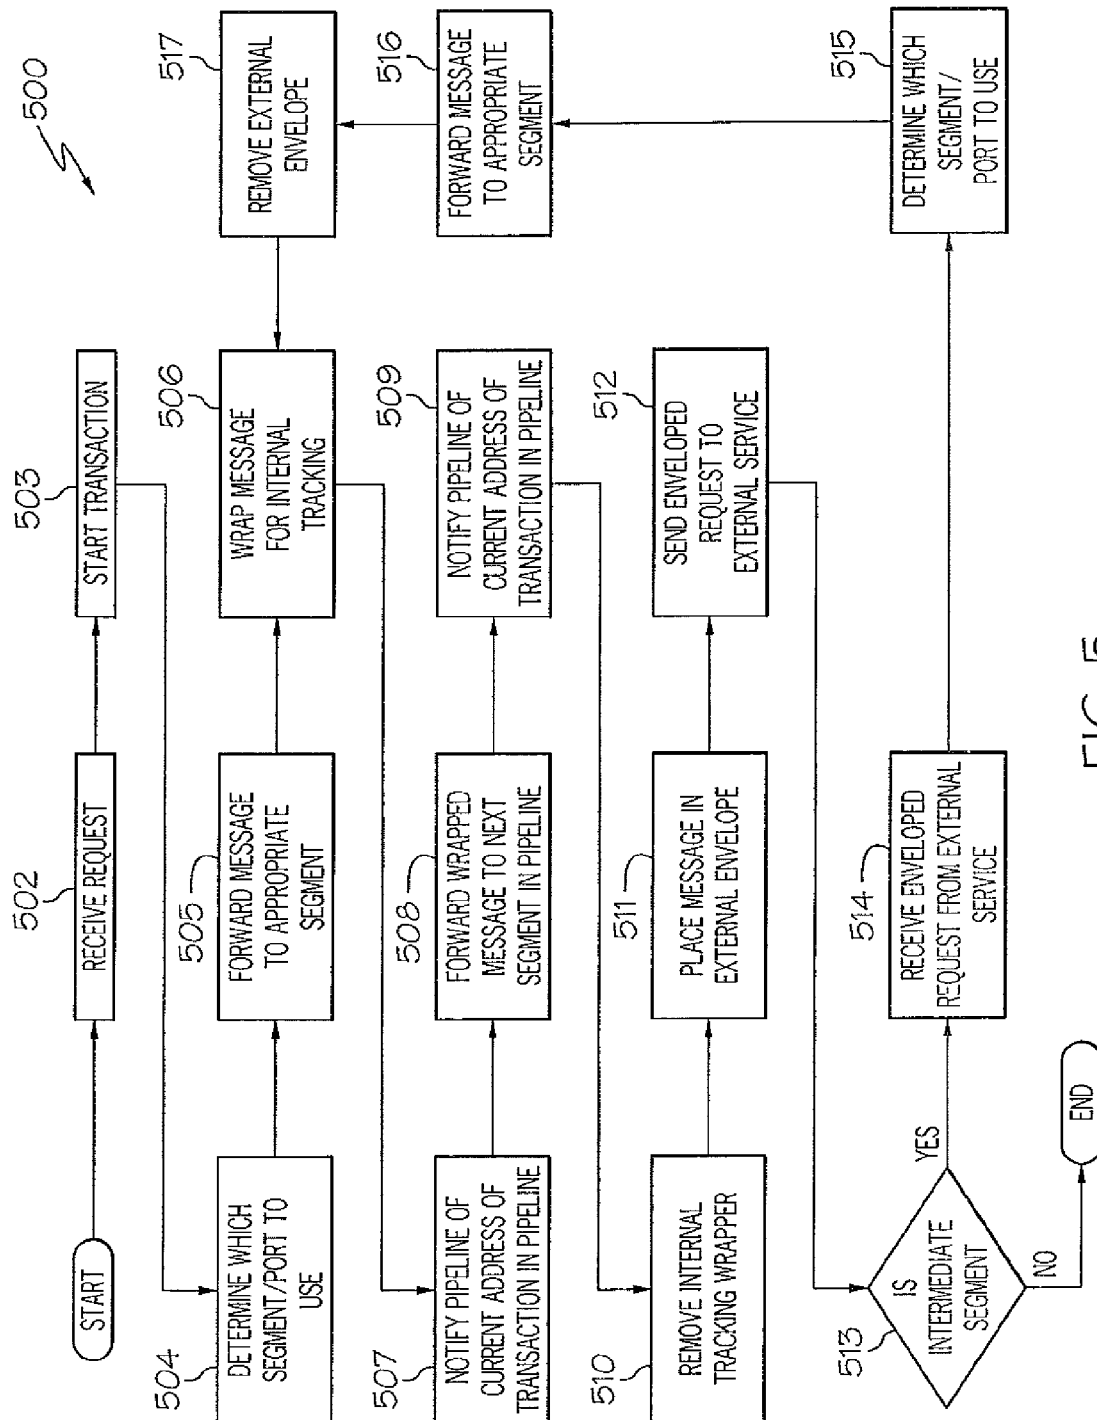 500
START
502
RECEIVE REQUEST
503
START TRANSACTION
504
DETERMINE WHICH
SEGMENT/PORT TO
USE
505
FORWARD MESSAGE
TO APPROPRIATE
SEGMENT
506
WRAP MESSAGE
FOR INTERNAL
TRACKING
517
REMOVE EXTERNAL
ENVELOPE
507
NOTIFY PIPELINE OF
CURRENT ADDRESS OF
TRANSACTION IN PIPELINE
508
FORWARD WRAPPED
MESSAGE TO NEXT
SEGMENT IN PIPELINE
509
NOTIFY PIPELINE OF
CURRENT ADDRESS OF
TRANSACTION IN PIPELINE
516
FORWARD MESSAGE
TO APPROPRIATE
SEGMENT
510
REMOVE INTERNAL
TRACKING WRAPPER
511
PLACE MESSAGE IN
EXTERNAL ENVELOPE
512
SEND ENVELOPED
REQUEST TO
EXTERNAL SERVICE
513
IS
INTERMEDIATE
SEGMENT
YES
NO
514
RECEIVE ENVELOPED
REQUEST FROM EXTERNAL
SERVICE
515
DETERMINE WHICH
SEGMENT/
PORT TO USE
END
FIG. 5